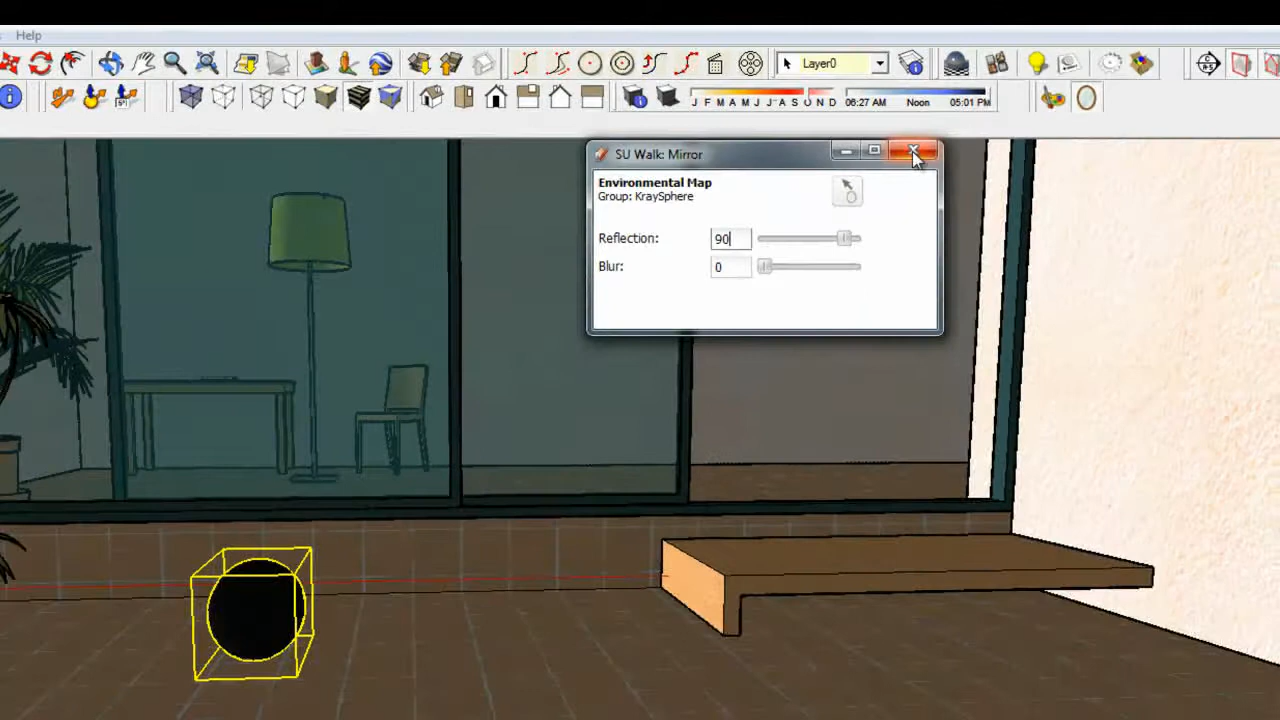 Help
Layer0
J F M A M J J A S O N D
06:27 AM Noon 05:01 PM
SU Walk: Mirror
Environmental Map
Group: KraySphere
Reflection: 90
Blur: 0